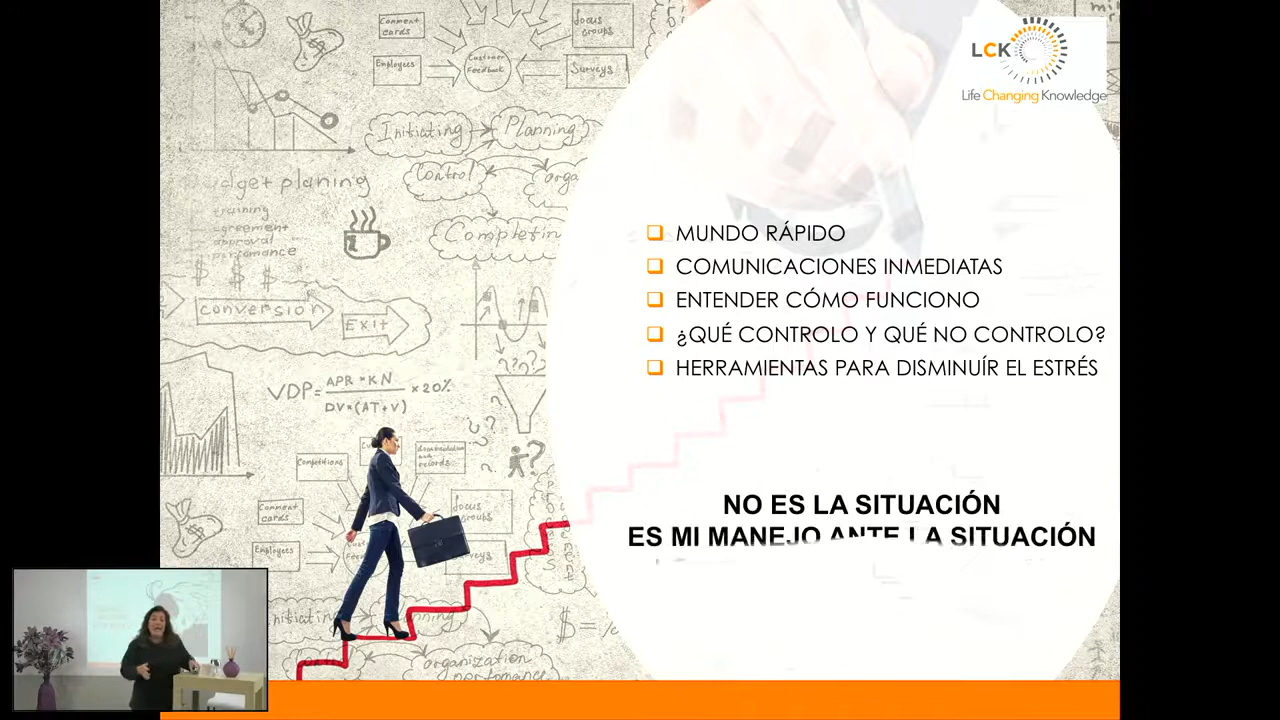 LCK
Life Changing Knowledge
Comment cards
Employees
Customer Feedback
focus groups
Surveys
Initiating
Planning
Control
Completin
budget planing
training
agreement
approval
perfomance
$ $ $
conversion
Exit
VDP= APR*KN / DV*(AT+V) ×20%
MUNDO RÁPIDO
COMUNICACIONES INMEDIATAS
ENTENDER CÓMO FUNCIONO
¿QUÉ CONTROLO Y QUÉ NO CONTROLO?
HERRAMIENTAS PARA DISMINUÍR EL ESTRÉS
Competitions
Comment cards
focus groups
Employees
NO ES LA SITUACIÓN
ES MI MANEJO ANTE LA SITUACIÓN
organization
perfomance